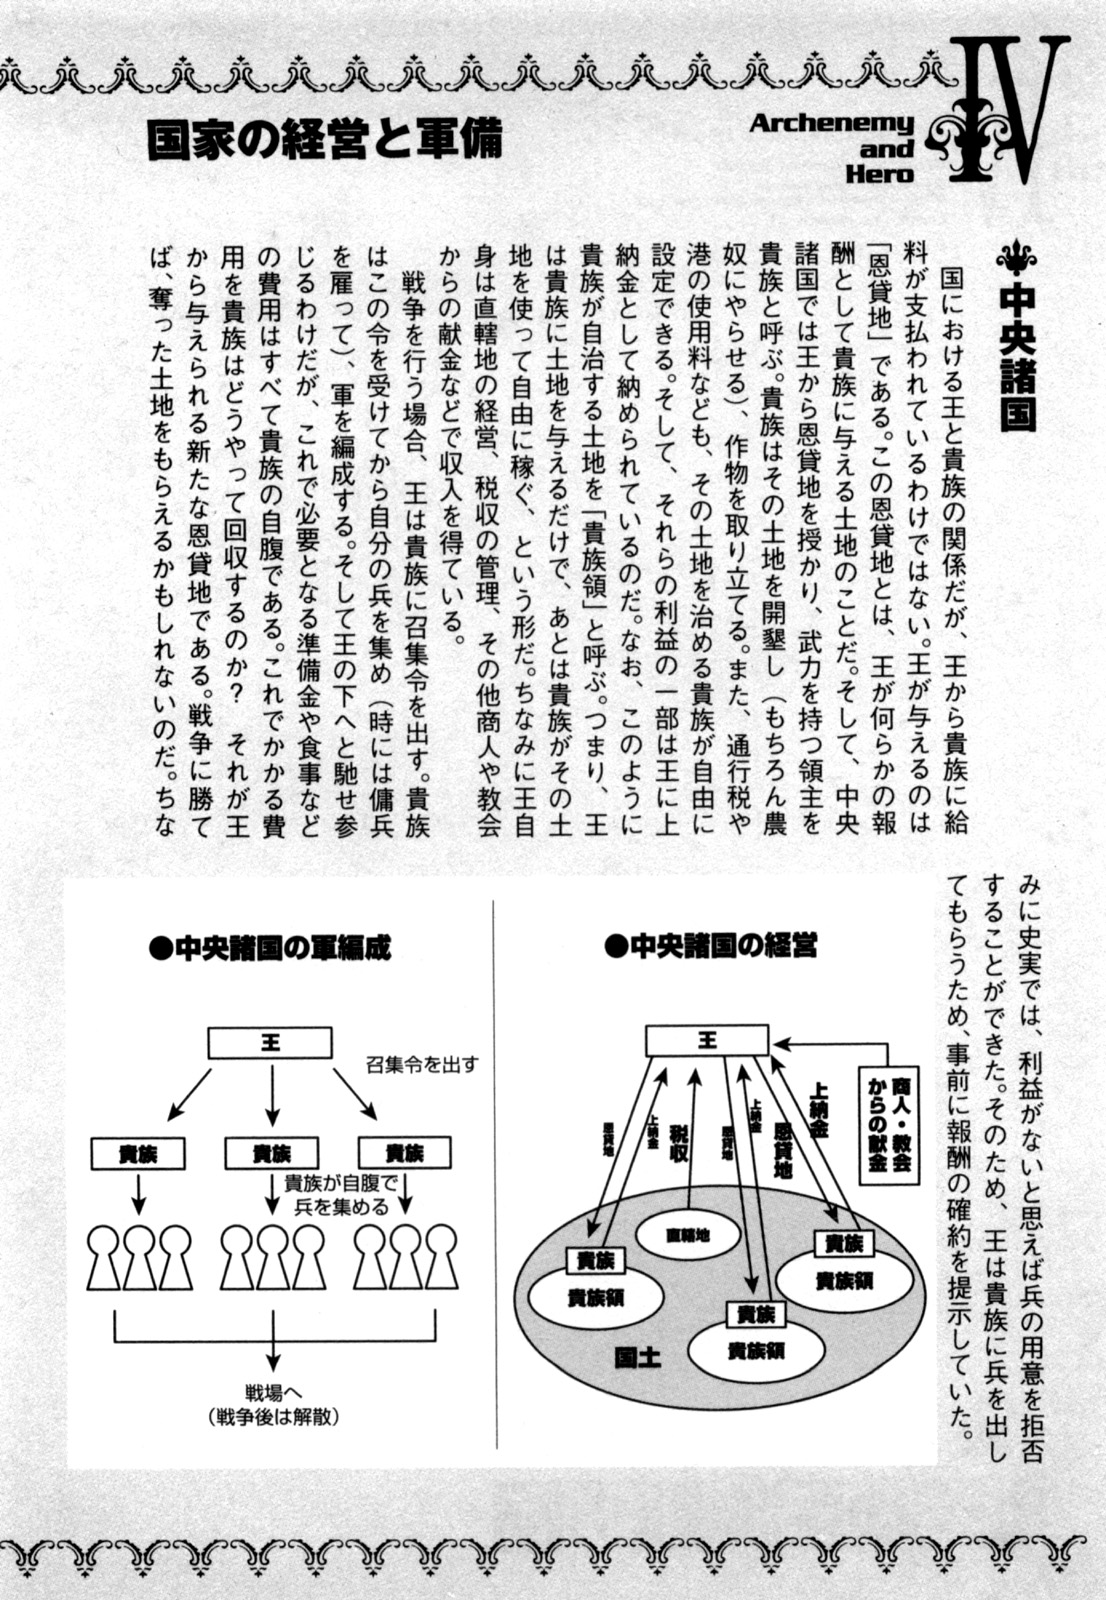 IV
Archenemy
and
Hero
国家の経営と軍備
中央諸国
国における王と貴族の関係だが、王から貴族に給
料が支払われているわけではない。王が与えるのは
「恩貸地」である。この恩貸地とは、王が何らかの報
酬として貴族に与える土地のことだ。そして、中央
諸国では王から恩貸地を授かり、武力を持つ領主を
貴族と呼ぶ。貴族はその土地を開墾し（もちろん農
奴にやらせる）、作物を取り立てる。また、通行税や
港の使用料なども、その土地を治める貴族が自由に
設定できる。そして、それらの利益の一部は王に上
納金として納められているのだ。なお、このように
貴族が自治する土地を「貴族領」と呼ぶ。つまり、王
は貴族に土地を与えるだけで、あとは貴族がその土
地を使って自由に稼ぐ、という形だ。ちなみに王自
身は直轄地の経営、税収の管理、その他商人や教会
からの献金などで収入を得ている。
戦争を行う場合、王は貴族に召集令を出す。貴族
はこの令を受けてから自分の兵を集め（時には傭兵
を雇って）、軍を編成する。そして王の下へと馳せ参
じるわけだが、これで必要となる準備金や食事など
の費用はすべて貴族の自腹である。これでかかる費
用を貴族はどうやって回収するのか？　それが王
から与えられる新たな恩貸地である。戦争に勝て
ば、奪った土地をもらえるかもしれないのだ。ちな
みに史実では、利益がないと思えば兵の用意を拒否
することができた。そのため、王は貴族に兵を出し
てもらうため、事前に報酬の確約を提示していた。
●中央諸国の経営
王
商人・教会
からの献金
上納金
恩貸地
上納金
恩貸地
税収
上納金
恩貸地
直轄地
貴族
貴族領
貴族
貴族領
貴族
貴族領
国土
●中央諸国の軍編成
王
召集令を出す
貴族
貴族
貴族
貴族が自腹で
兵を集める
戦場へ
（戦争後は解散）